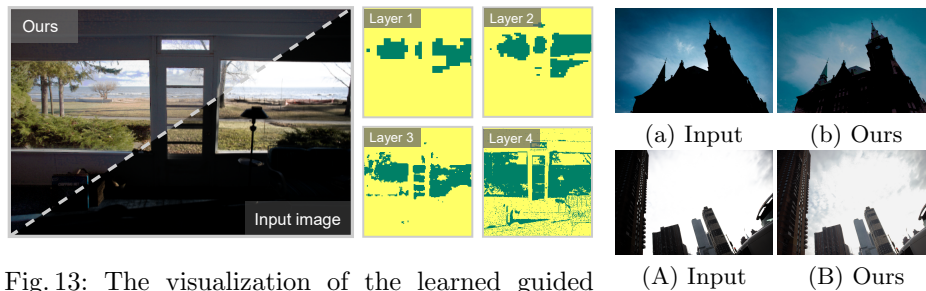 Ours
Input image
Layer 1
Layer 2
Layer 3
Layer 4
(a) Input
(b) Ours
(A) Input
(B) Ours
Fig. 13: The visualization of the learned guided